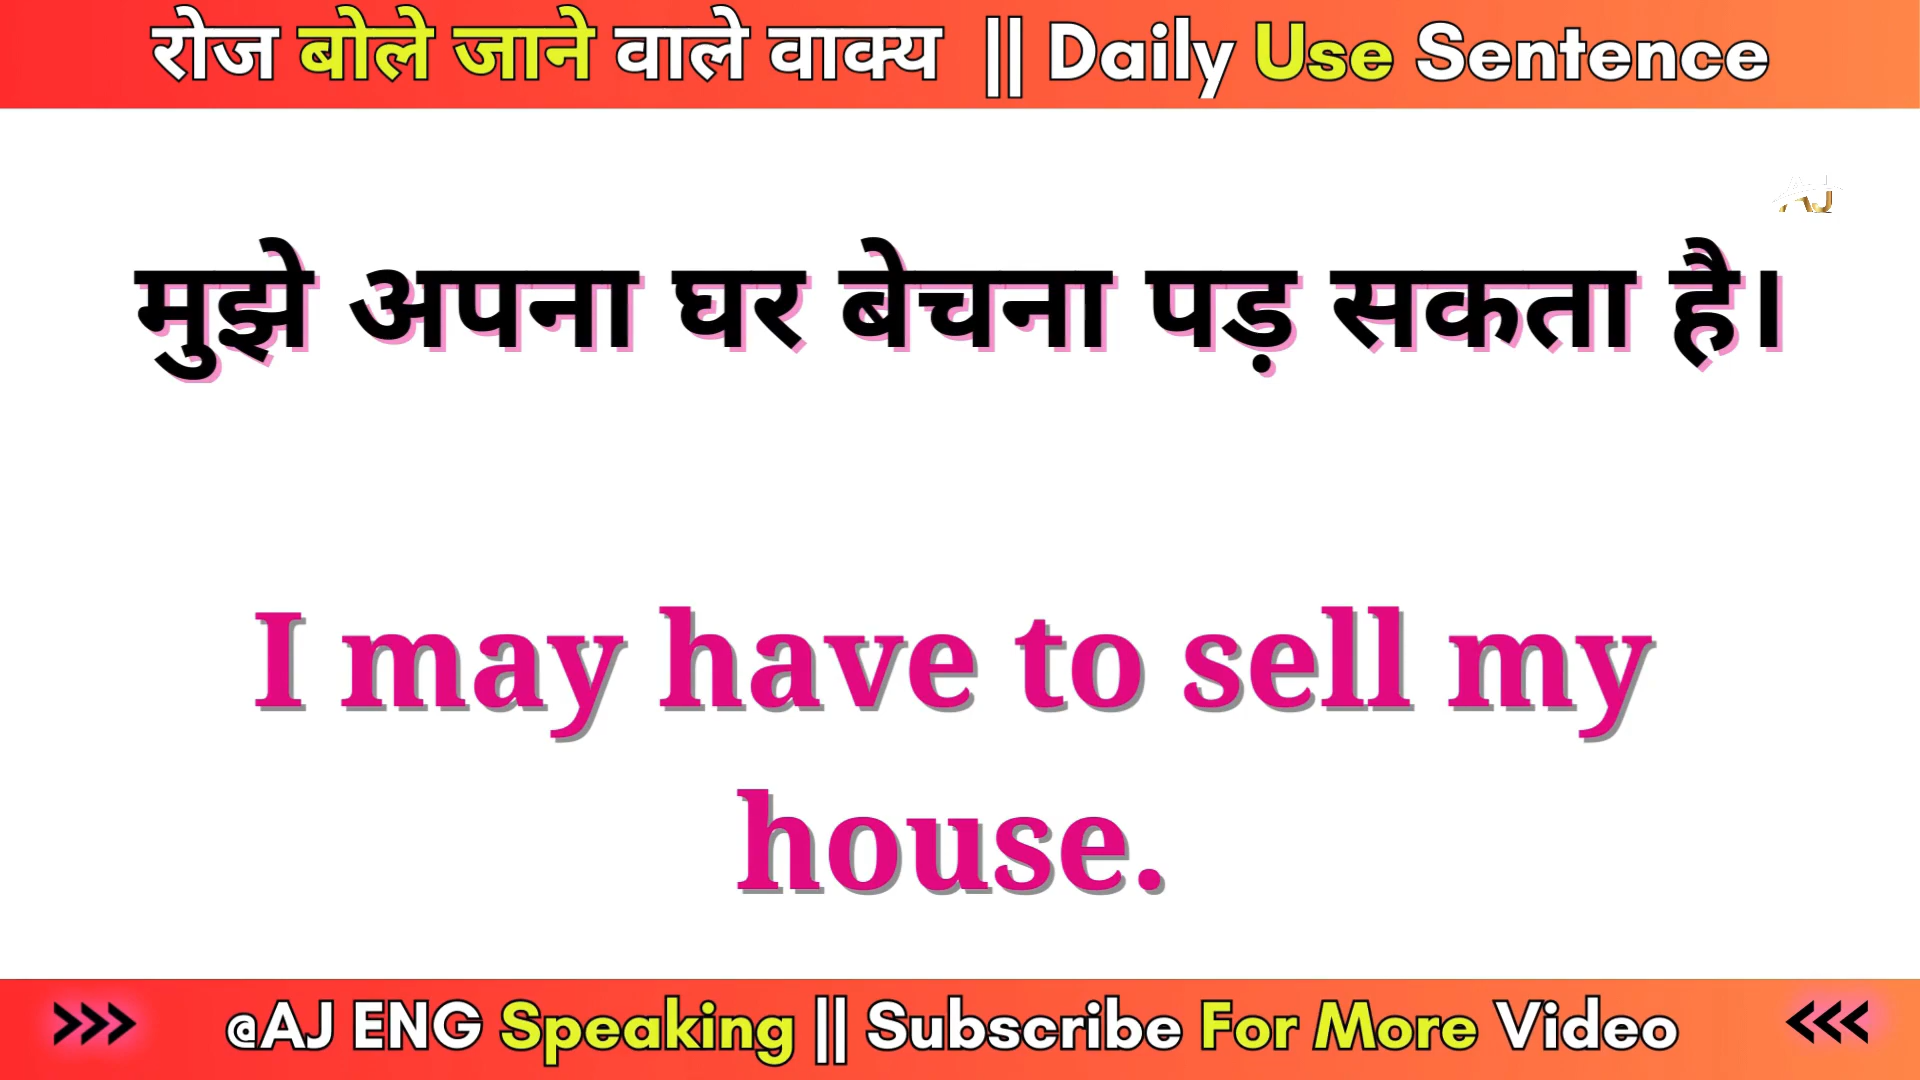 रोज बोले जाने वाले वाक्य || Daily Use Sentence
AJ
मुझे अपना घर बेचना पड़ सकता है।
I may have to sell my
house.
>>> @AJ ENG Speaking || Subscribe For More Video <<<